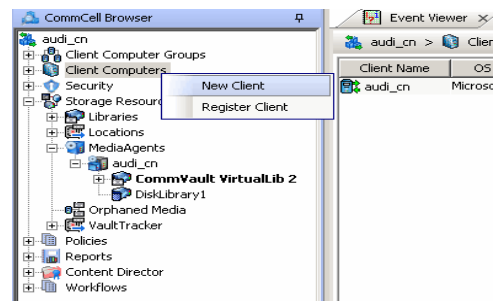 CommCell Browser
audi_cn
Client Computer Groups
Client Computers
Security
Storage Resourc
Libraries
Locations
MediaAgents
audi_cn
CommVault VirtualLib 2
DiskLibrary1
Orphaned Media
VaultTracker
Policies
Reports
Content Director
Workflows
New Client
Register Client
Event Viewer
audi_cn > Clien
Client Name OS
audi_cn Microso